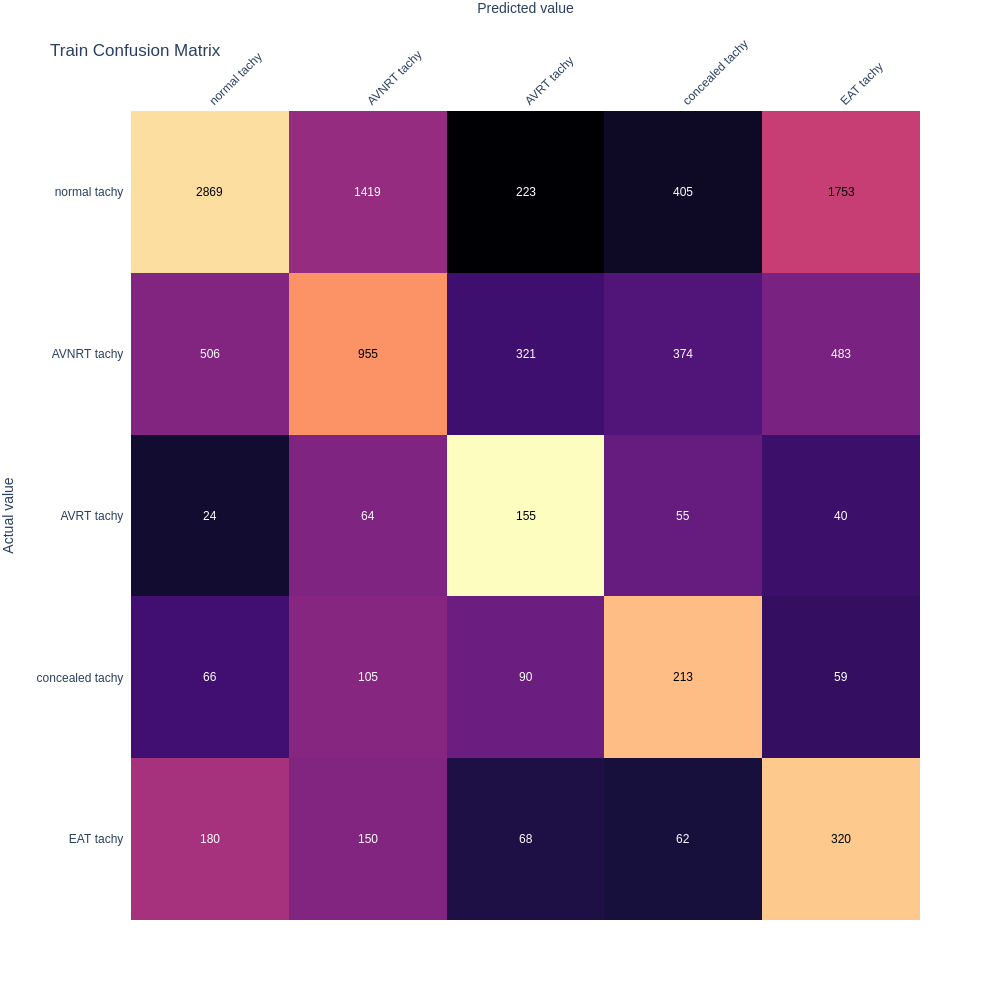 Predicted value
Train Confusion Matrix
normal tachy
AVNRT tachy
AVRT tachy
concealed tachy
EAT tachy
normal tachy 2869 1419 223 405 1753
AVNRT tachy 506 955 321 374 483
Actual value
AVRT tachy 24 64 155 55 40
concealed tachy 66 105 90 213 59
EAT tachy 180 150 68 62 320